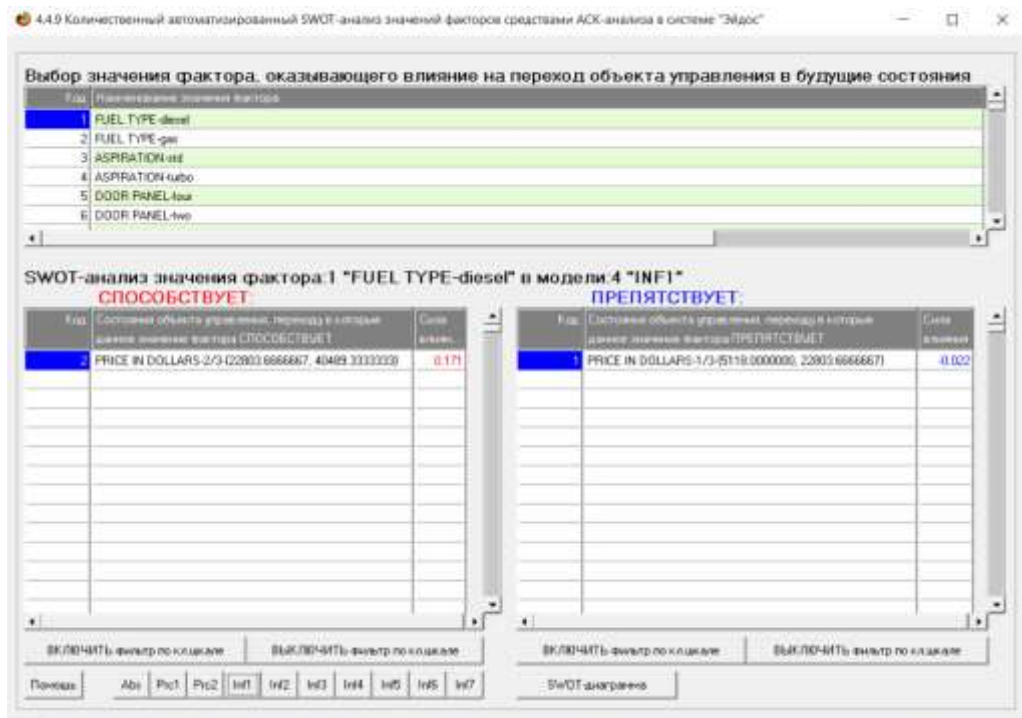 4.4.9 Количественный автоматизированный SWOT-анализ значений факторов средствами АСК-анализа в системе "Эйдос"
Выбор значения фактора, оказывающего влияние на переход объекта управления в будущие состояния
Код Наименование значения фактора
1 FUEL TYPE-diesel
2 FUEL TYPE-gas
3 ASPIRATION-std
4 ASPIRATION-turbo
5 DOOR PANEL-four
6 DOOR PANEL-two
SWOT-анализ значения фактора:1 "FUEL TYPE-diesel" в модели:4 "INF1"
СПОСОБСТВУЕТ: ПРЕПЯТСТВУЕТ:
Код Состояния объекта управления, переходу в которые Сила Код Состояния объекта управления, переходу в которые Сила
данное значение фактора СПОСОБСТВУЕТ влиян. данное значение фактора ПРЕПЯТСТВУЕТ влияния
2 PRICE IN DOLLARS-2/3-{22803.6666667, 40489.3333333} 0.171 1 PRICE IN DOLLARS-1/3-{5118.0000000, 22803.6666667} -0.022
ВКЛЮЧИТЬ фильтр по кл.шкале ВЫКЛЮЧИТЬ фильтр по кл.шкале ВКЛЮЧИТЬ фильтр по кл.шкале ВЫКЛЮЧИТЬ фильтр по кл.шкале
Помощь Abs Prc1 Prc2 Inf1 Inf2 Inf3 Inf4 Inf5 Inf6 Inf7 SWOT-диаграмма